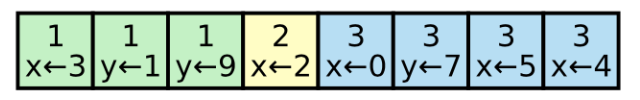 1 1 1 2 3 3 3 3
x←3 y←1 y←9 x←2 x←0 y←7 x←5 x←4